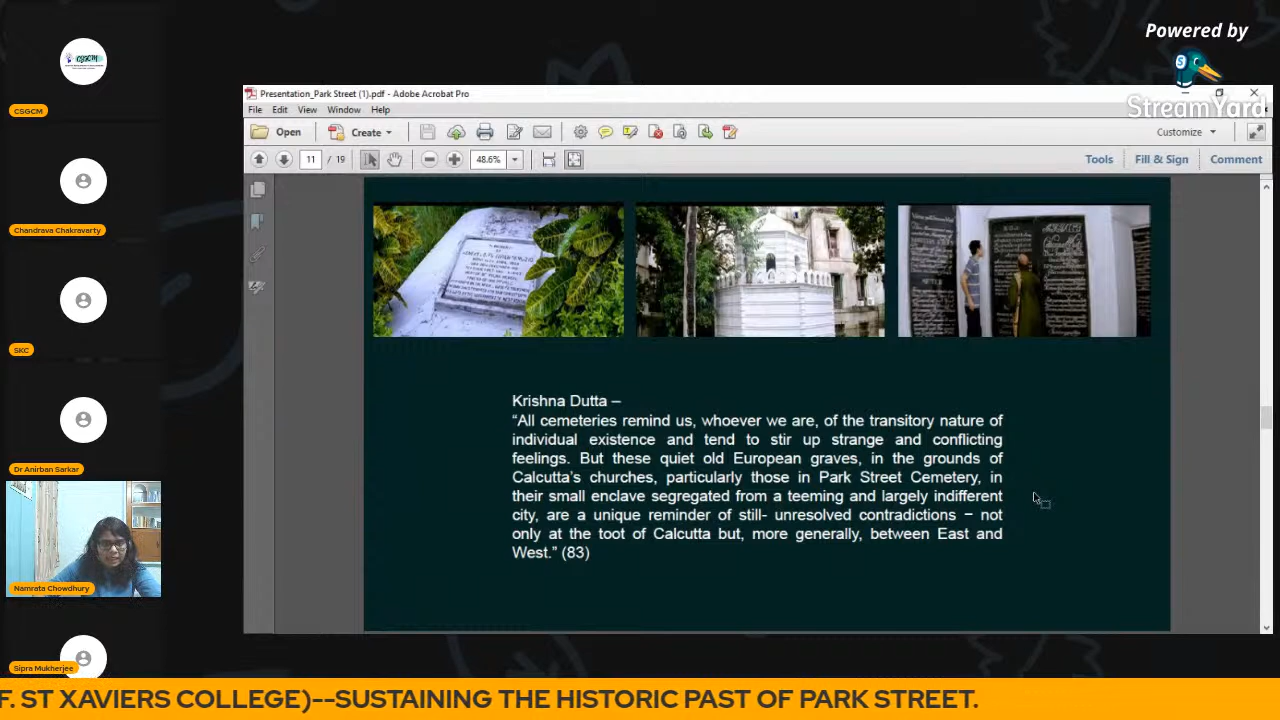 Powered by
StreamYard
CSGCM
CSGCM
Chandrava Chakravarty
SKC
Dr Anirban Sarkar
Namrata Chowdhury
Sipra Mukherjee
Presentation_Park Street (1).pdf - Adobe Acrobat Pro
File Edit View Window Help
Open Create Customize
11 / 19 48.6% Tools Fill & Sign Comment
Krishna Dutta –
“All cemeteries remind us, whoever we are, of the transitory nature of
individual existence and tend to stir up strange and conflicting
feelings. But these quiet old European graves, in the grounds of
Calcutta’s churches, particularly those in Park Street Cemetery, in
their small enclave segregated from a teeming and largely indifferent
city, are a unique reminder of still- unresolved contradictions − not
only at the toot of Calcutta but, more generally, between East and
West.” (83)
F. ST XAVIERS COLLEGE)--SUSTAINING THE HISTORIC PAST OF PARK STREET.